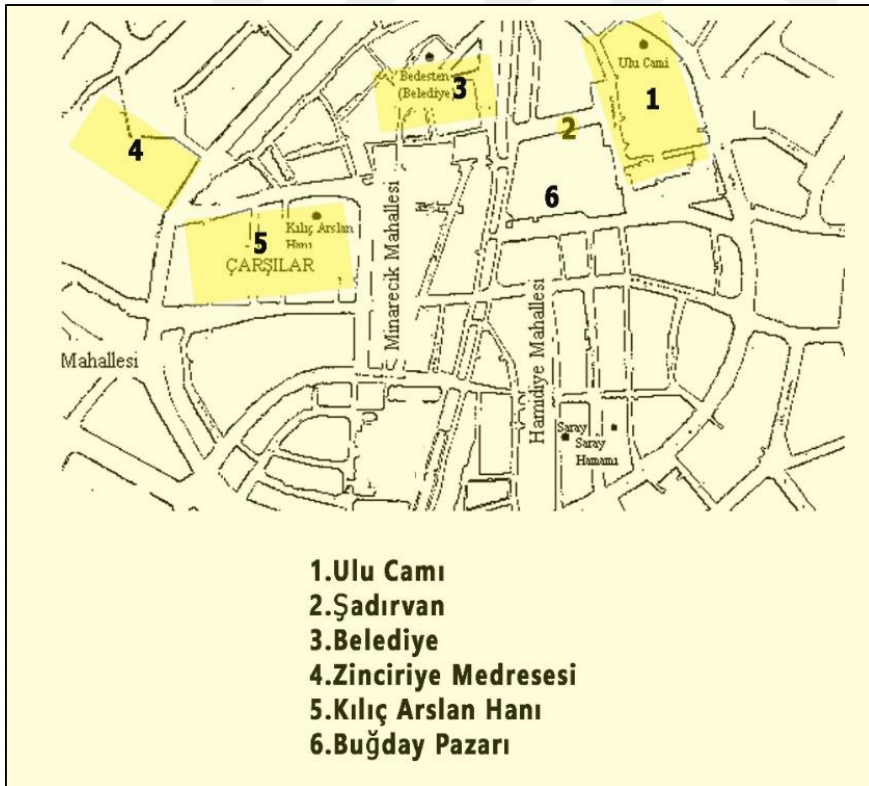 Ulu Cami
1
Bedesten
(Belediye)
3
2
4
Minarecik Mahallesi
6
Kılıç Arslan
Hanı
5
ÇARŞILAR
Mahallesi
Hamidiye Mahallesi
Saray
Saray
Hamamı
1.Ulu Camı
2.Şadırvan
3.Belediye
4.Zinciriye Medresesi
5.Kılıç Arslan Hanı
6.Buğday Pazarı